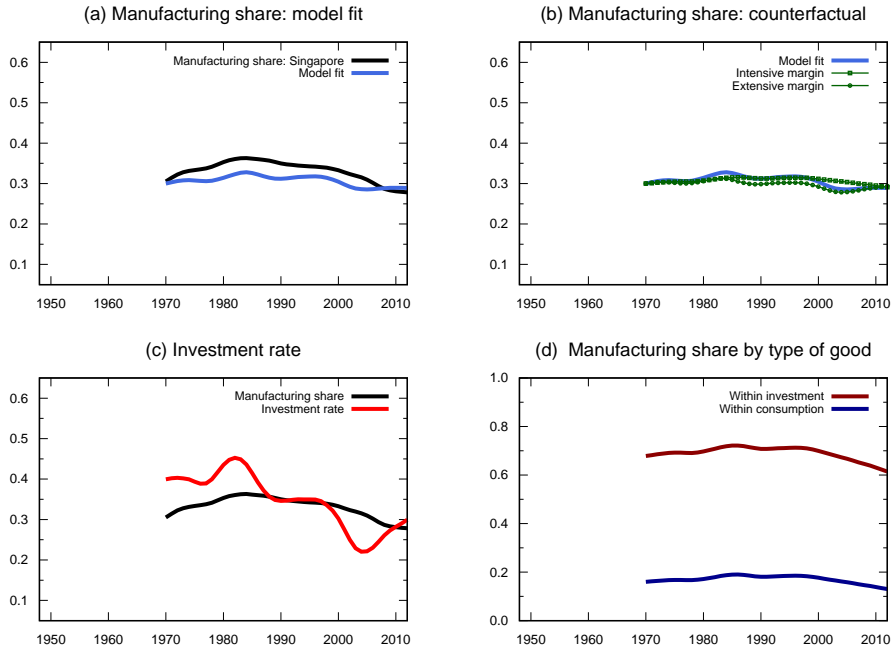 (a) Manufacturing share: model fit
0.6
0.5
0.4
0.3
0.2
0.1
Manufacturing share: Singapore
Model fit
1950 1960 1970 1980 1990 2000 2010
(b) Manufacturing share: counterfactual
0.6
0.5
0.4
0.3
0.2
0.1
Model fit
Intensive margin
Extensive margin
1950 1960 1970 1980 1990 2000 2010
(c) Investment rate
0.6
0.5
0.4
0.3
0.2
0.1
Manufacturing share
Investment rate
1950 1960 1970 1980 1990 2000 2010
(d) Manufacturing share by type of good
1.0
0.8
0.6
0.4
0.2
0.0
Within investment
Within consumption
1950 1960 1970 1980 1990 2000 2010